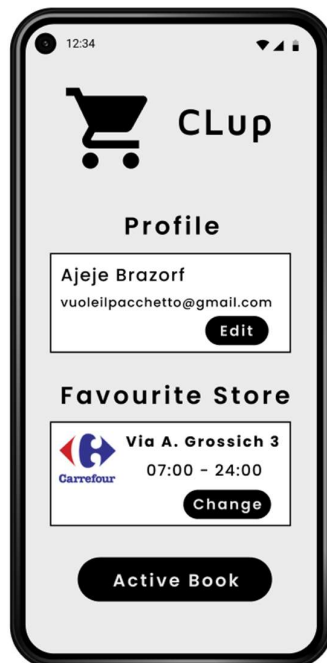 12:34
CLup
Profile
Ajeje Brazorf
vuoleilpacchetto@gmail.com
Edit
Favourite Store
Via A. Grossich 3
Carrefour
07:00 - 24:00
Change
Active Book